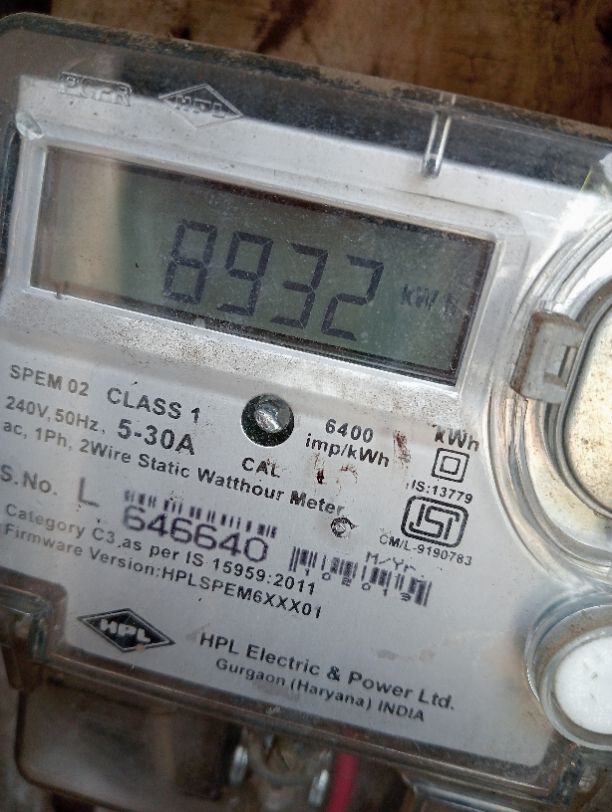 HPL
8932 kWh
SPEM 02 CLASS 1
240V, 50Hz, 5-30A
6400
imp/kWh
kWh
ac, 1Ph, 2Wire Static Watthour Meter
CAL
IS:13779
S.No. L 646640
CM/L-9190783
M/Yr
Category C3.as per IS 15959:2011
Firmware Version:HPLSPEM6XXX01
HPL
HPL Electric & Power Ltd.
Gurgaon (Haryana) INDIA